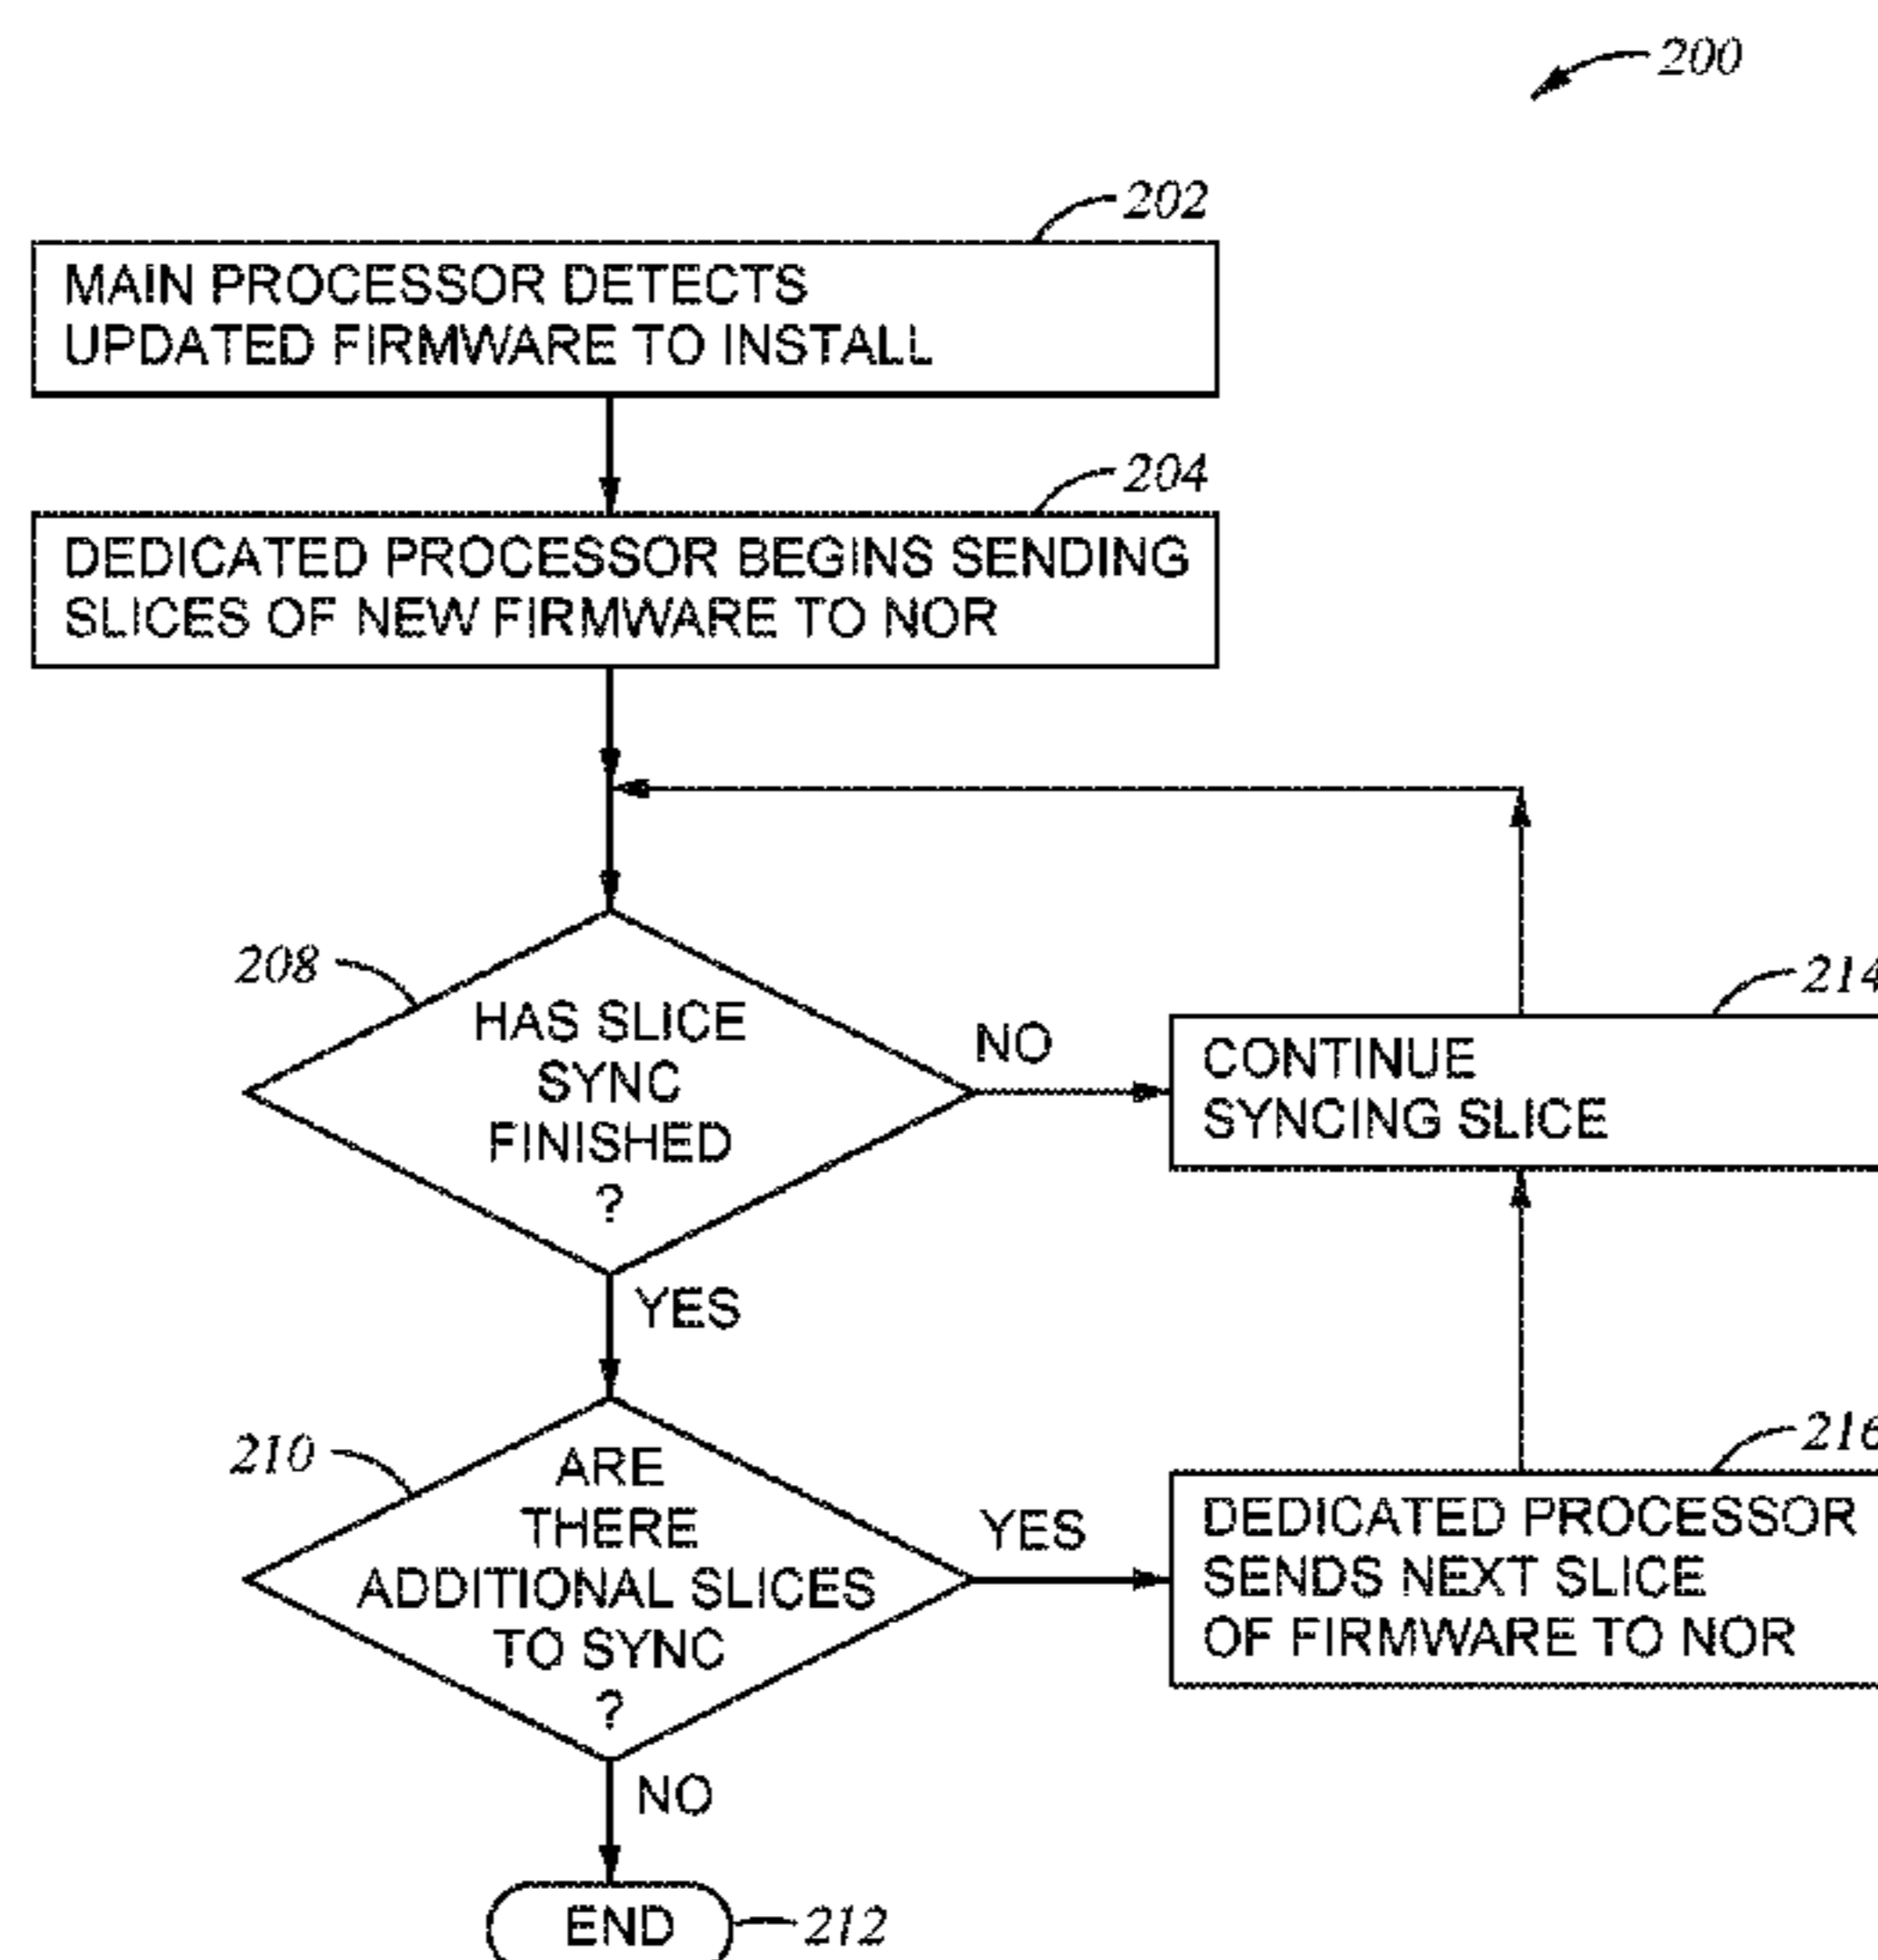 200
202
MAIN PROCESSOR DETECTS
UPDATED FIRMWARE TO INSTALL
204
DEDICATED PROCESSOR BEGINS SENDING
SLICES OF NEW FIRMWARE TO NOR
208
HAS SLICE
SYNC
FINISHED
?
NO
214
CONTINUE
SYNCING SLICE
YES
210
ARE
THERE
ADDITIONAL SLICES
TO SYNC
?
YES
216
DEDICATED PROCESSOR
SENDS NEXT SLICE
OF FIRMWARE TO NOR
NO
END
212